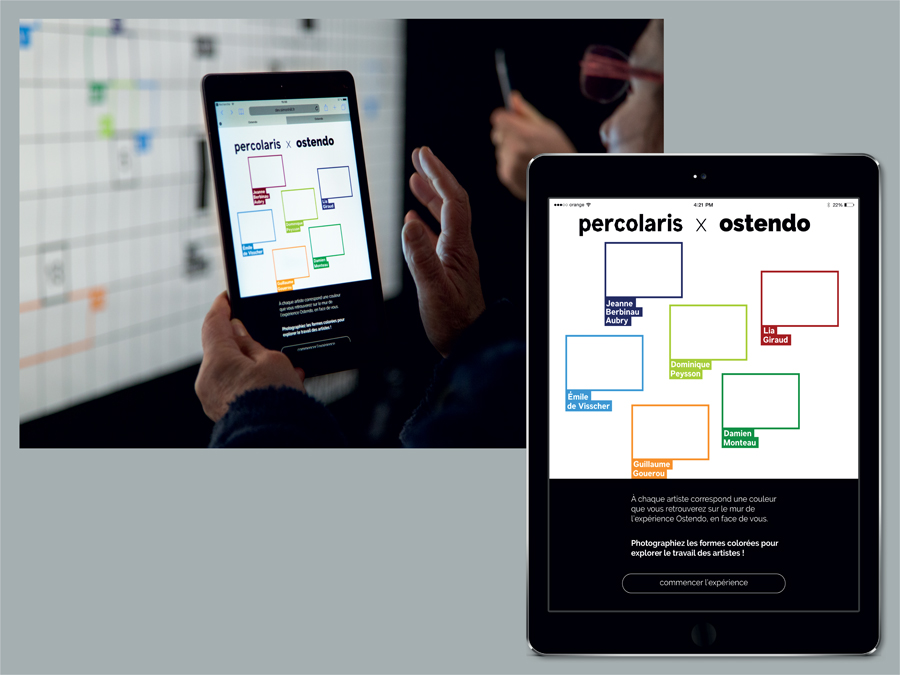 percolaris x ostendo
Jeanne
Berbinau
Aubry
Lia
Giraud
Dominique
Peysson
Émile
de Visscher
Damien
Monteau
Guillaume
Gouerou
À chaque artiste correspond une couleur
que vous retrouverez sur le mur de
l'expérience Ostendo, en face de vous.
Photographiez les formes colorées pour
explorer le travail des artistes !
commencer l'expérience
orange
4:21 PM
22%
percolaris x ostendo
Jeanne
Berbinau
Aubry
Lia
Giraud
Dominique
Peysson
Émile
de Visscher
Damien
Monteau
Guillaume
Gouerou
À chaque artiste correspond une couleur
que vous retrouverez sur le mur de
l'expérience Ostendo, en face de vous.
Photographiez les formes colorées pour
explorer le travail des artistes !
commencer l'expérience